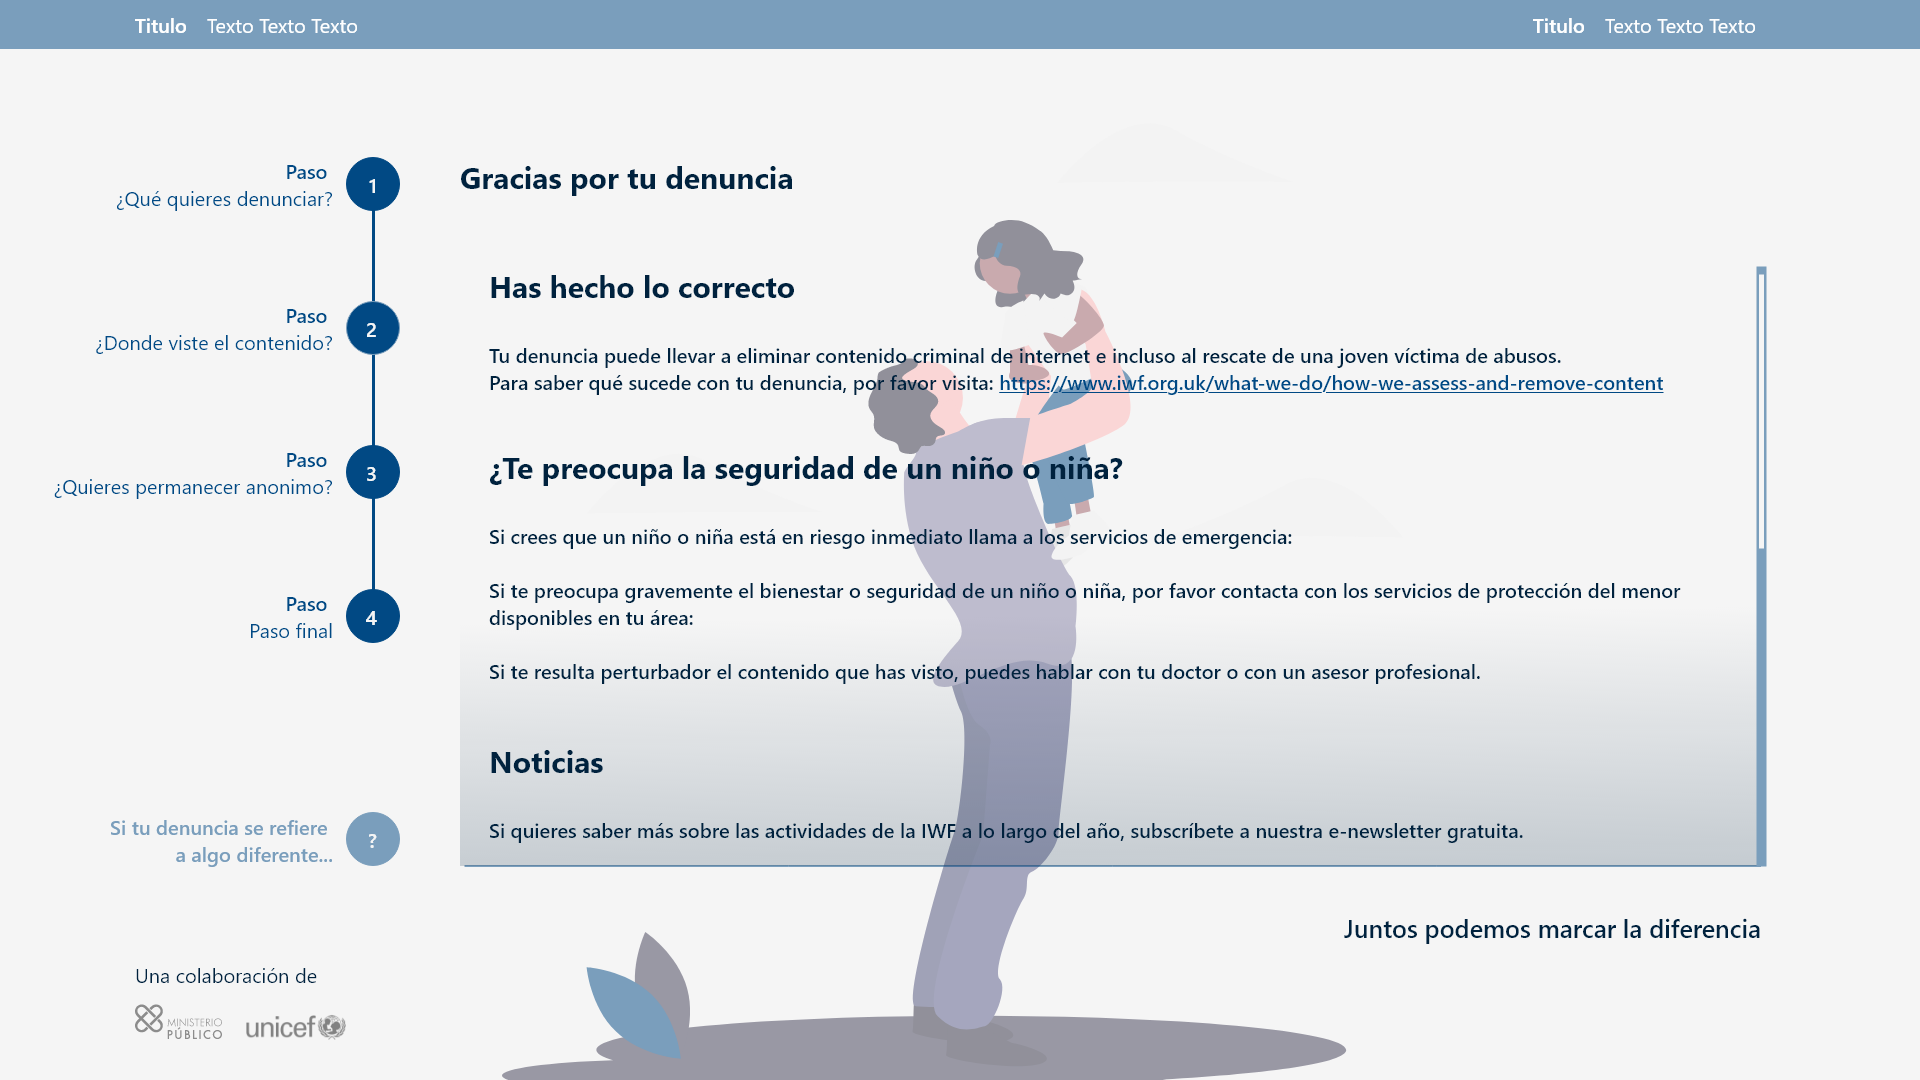 Titulo Texto Texto Texto
Titulo Texto Texto Texto
Paso
¿Qué quieres denunciar?
1
Paso
¿Donde viste el contenido?
2
Paso
¿Quieres permanecer anonimo?
3
Paso
Paso final
4
Si tu denuncia se refiere
a algo diferente...
?
Una colaboración de
MINISTERIO
PÚBLICO
unicef
Gracias por tu denuncia
Has hecho lo correcto
Tu denuncia puede llevar a eliminar contenido criminal de internet e incluso al rescate de una joven víctima de abusos.
Para saber qué sucede con tu denuncia, por favor visita: https://www.iwf.org.uk/what-we-do/how-we-assess-and-remove-content
¿Te preocupa la seguridad de un niño o niña?
Si crees que un niño o niña está en riesgo inmediato llama a los servicios de emergencia:
Si te preocupa gravemente el bienestar o seguridad de un niño o niña, por favor contacta con los servicios de protección del menor
disponibles en tu área:
Si te resulta perturbador el contenido que has visto, puedes hablar con tu doctor o con un asesor profesional.
Noticias
Si quieres saber más sobre las actividades de la IWF a lo largo del año, subscríbete a nuestra e-newsletter gratuita.
Juntos podemos marcar la diferencia